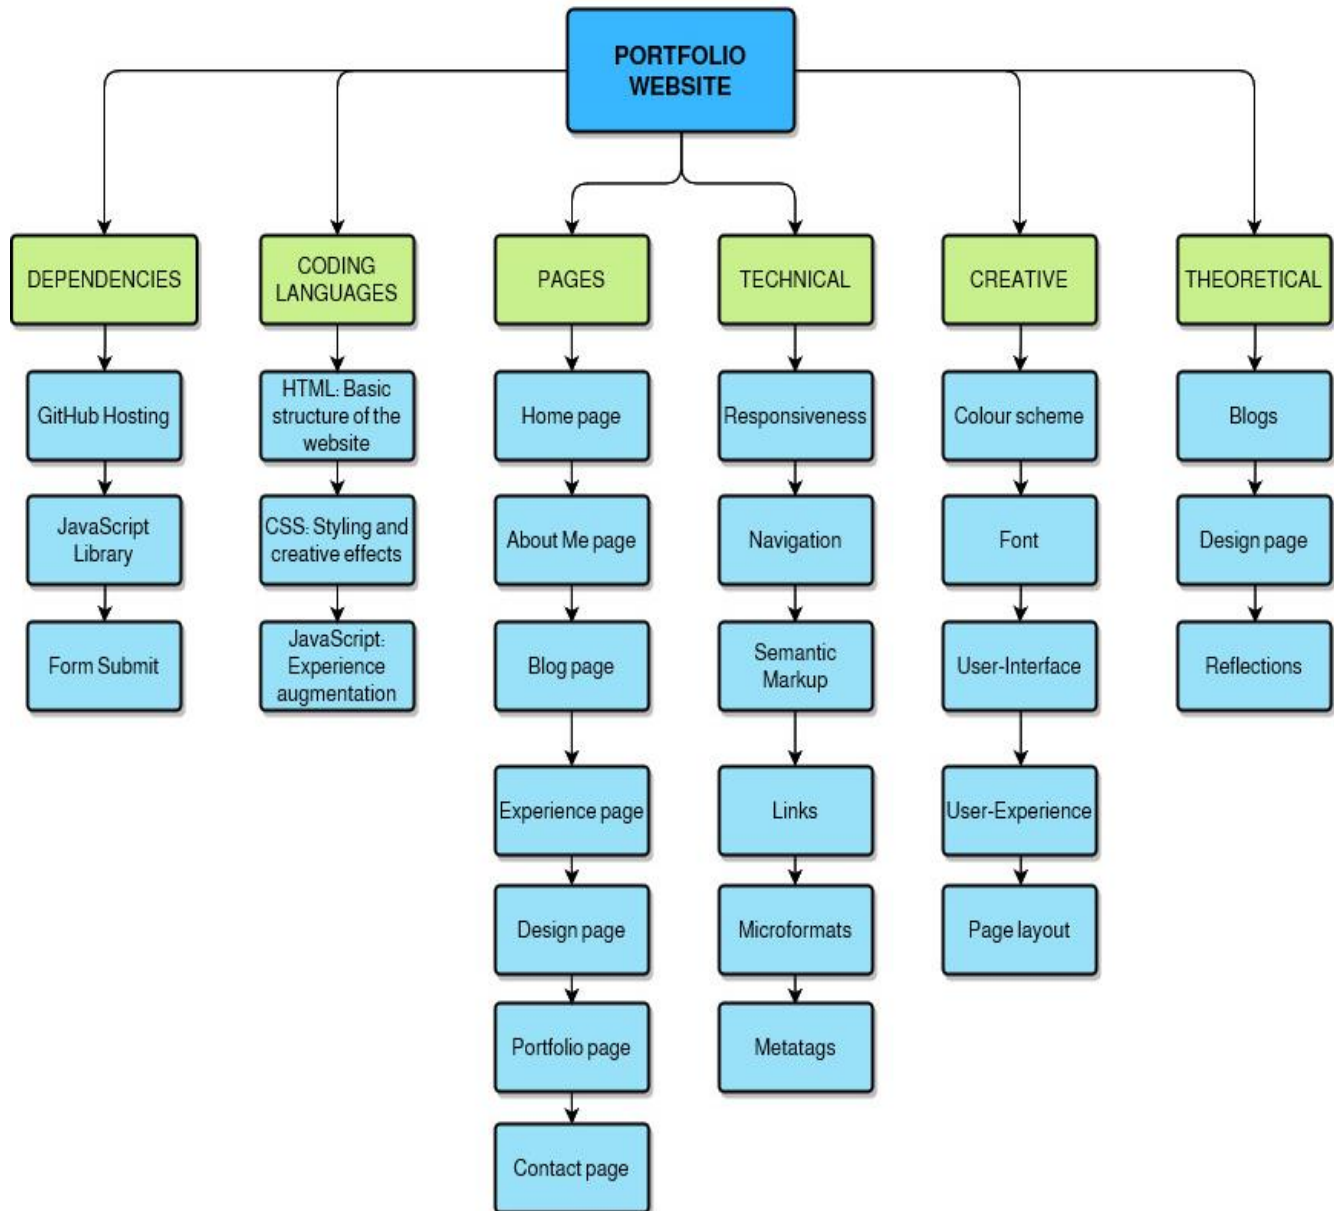 PORTFOLIO
WEBSITE
DEPENDENCIES
CODING
LANGUAGES
PAGES
TECHNICAL
CREATIVE
THEORETICAL
GitHub Hosting
HTML: Basic
structure of the
website
Home page
Responsiveness
Colour scheme
Blogs
JavaScript
Library
CSS: Styling and
creative effects
About Me page
Navigation
Font
Design page
Form Submit
JavaScript:
Experience
augmentation
Blog page
Semantic
Markup
User-Interface
Reflections
Experience page
Links
User-Experience
Design page
Microformats
Page layout
Portfolio page
Metatags
Contact page